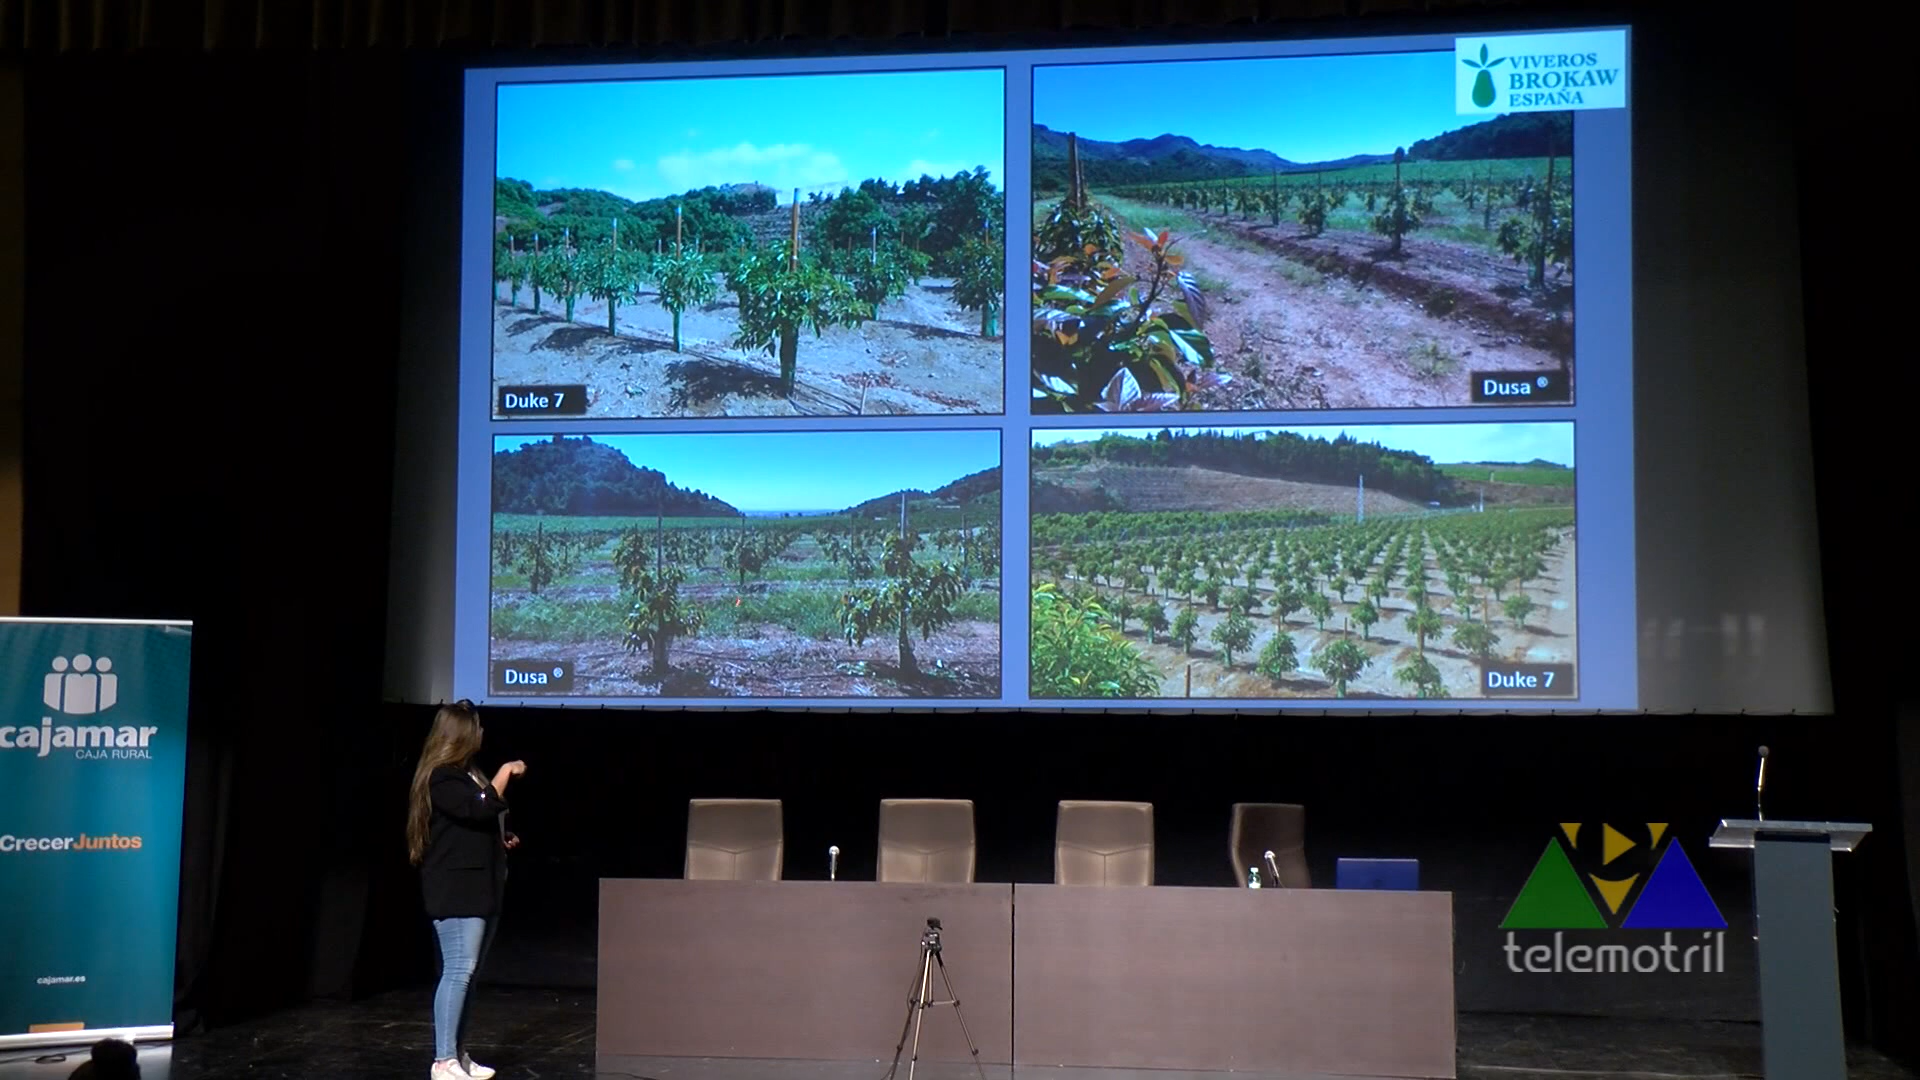 VIVEROS
BROKAW
ESPAÑA
Duke 7
Dusa ®
Dusa ®
Duke 7
cajamar
CAJA RURAL
CrecerJuntos
cajamar.es
telemotril